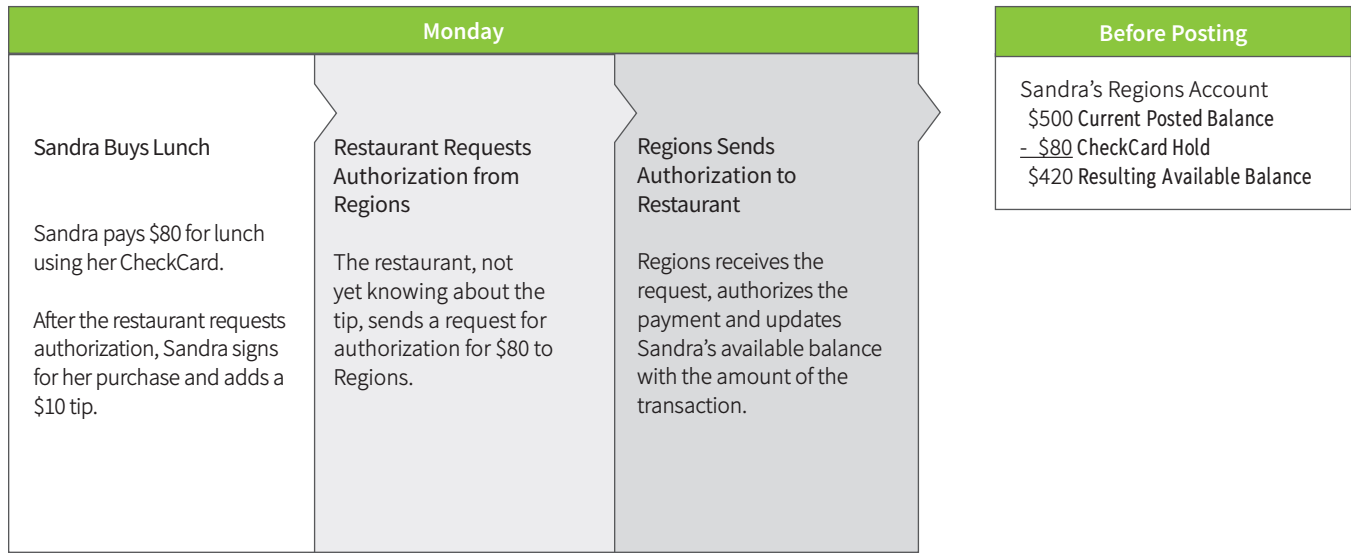 Monday
Sandra Buys Lunch
Sandra pays $80 for lunch
using her CheckCard.
After the restaurant requests
authorization, Sandra signs
for her purchase and adds a
$10 tip.
Restaurant Requests
Authorization from
Regions
The restaurant, not
yet knowing about the
tip, sends a request for
authorization for $80 to
Regions.
Regions Sends
Authorization to
Restaurant
Regions receives the
request, authorizes the
payment and updates
Sandra’s available balance
with the amount of the
transaction.
Before Posting
Sandra’s Regions Account
$500 Current Posted Balance
- $80 CheckCard Hold
$420 Resulting Available Balance